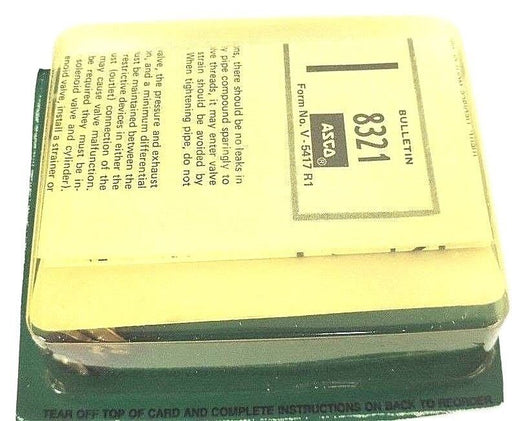 BULLETIN
8321
ASCO
Form No. V-5417 R1
ns, there should be no leaks in
y pipe compound sparingly to
lve threads, it may enter valve
strain should be avoided by
When tightening pipe, do not
alve, the pressure and exhaust
n, and a minimum differential
ust be maintained between the
restrictive devices in either the
ust (outlet) connection of the
may cause valve malfunction.
be required they must be in-
solenoid valve and cylinder).
enoid valve, install a strainer or
TEAR OFF TOP OF CARD AND COMPLETE INSTRUCTIONS ON BACK TO REORDER